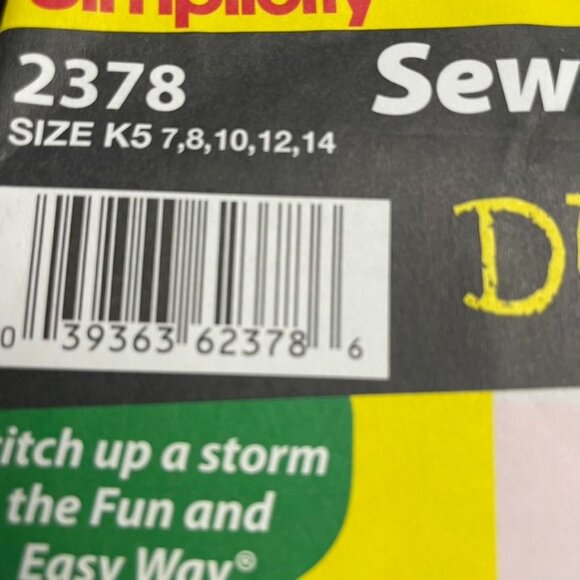 Simplicity
2378
Sew
SIZE K5 7,8,10,12,14
D
0 39363 62378 6
itch up a storm
the Fun and
Easy Way®